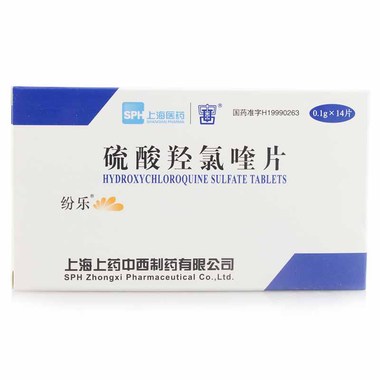 SPH 上海医药
国药准字H19990263
0.1g×14片
硫酸羟氯喹片
HYDROXYCHLOROQUINE SULFATE TABLETS
纷乐®
上海上药中西制药有限公司
SPH Zhongxi Pharmaceutical Co.,Ltd.